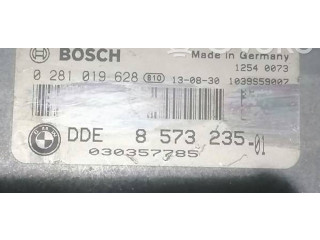 BOSCH
Made in Germany
1254 0073
0 281 019 628 B10 13-08-30 1039S59007
DDE 8 573 235-01
030357785